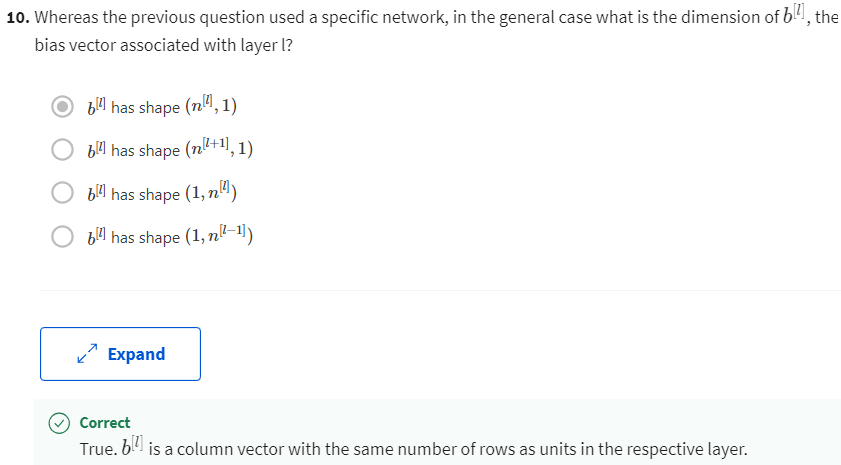 10. Whereas the previous question used a specific network, in the general case what is the dimension of b^[l], the
bias vector associated with layer l?
b^[l] has shape (n^[l], 1)
b^[l] has shape (n^[l+1], 1)
b^[l] has shape (1, n^[l])
b^[l] has shape (1, n^[l−1])
Expand
Correct
True. b^[l] is a column vector with the same number of rows as units in the respective layer.